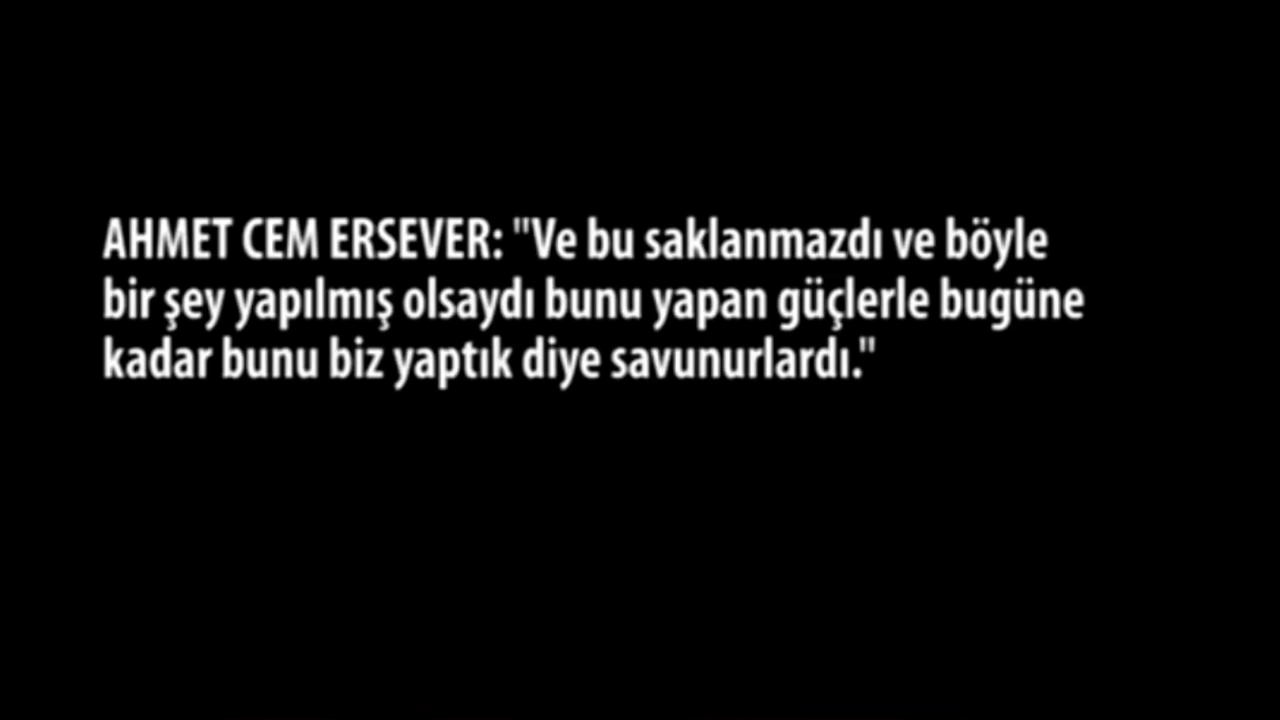 AHMET CEM ERSEVER: "Ve bu saklanmazdı ve böyle
bir şey yapılmış olsaydı bunu yapan güçlerle bugüne
kadar bunu biz yaptık diye savunurlardı."